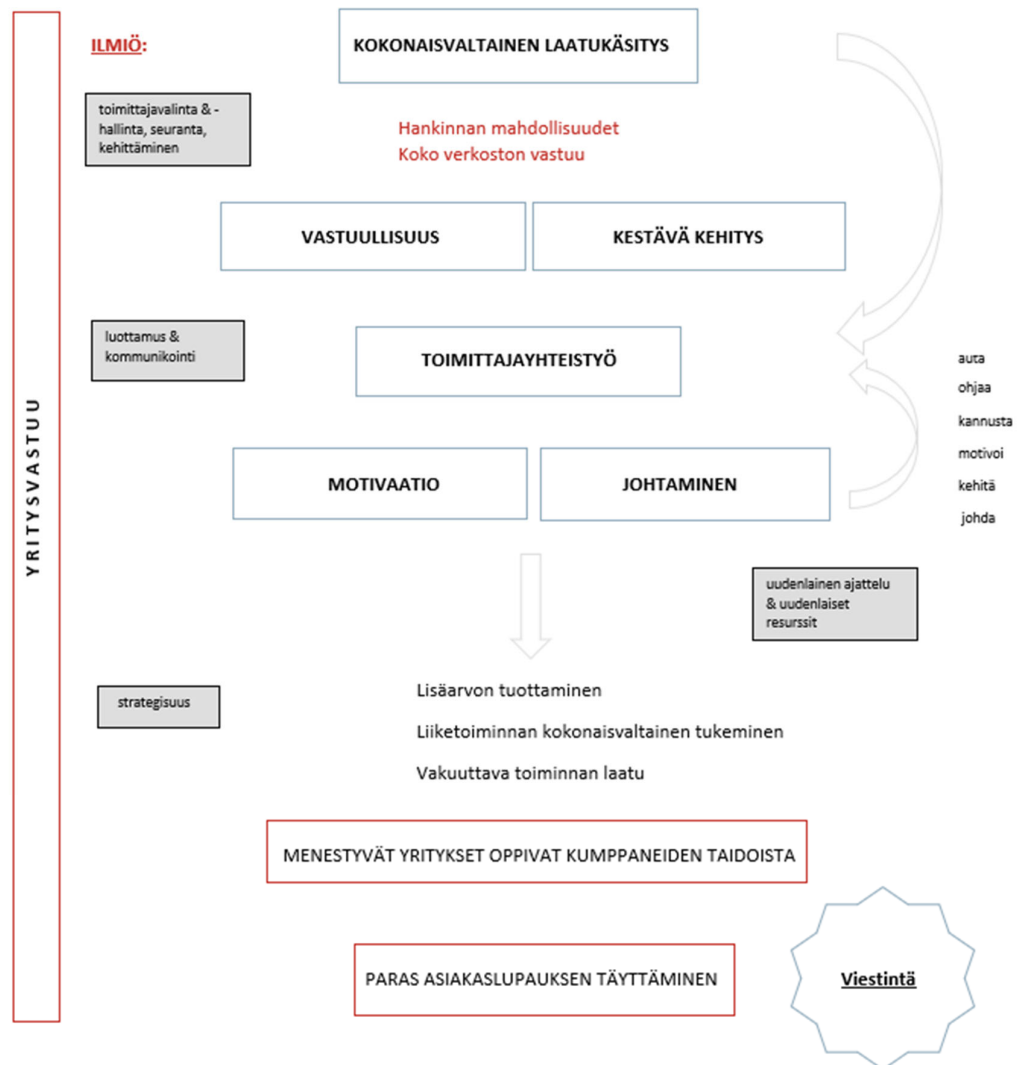 YRITYSVASTUU
ILMIÖ:
KOKONAISVALTAINEN LAATUKÄSITYS
toimittajavalinta & -
hallinta, seuranta,
kehittäminen
Hankinnan mahdollisuudet
Koko verkoston vastuu
VASTUULLISUUS
KESTÄVÄ KEHITYS
luottamus &
kommunikointi
TOIMITTAJAYHTEISTYÖ
auta
ohjaa
kannusta
motivoi
kehitä
johda
MOTIVAATIO
JOHTAMINEN
uudenlainen ajattelu
& uudenlaiset
resurssit
strategisuus
Lisäarvon tuottaminen
Liiketoiminnan kokonaisvaltainen tukeminen
Vakuuttava toiminnan laatu
MENESTYVÄT YRITYKSET OPPIVAT KUMPPANEIDEN TAIDOISTA
PARAS ASIAKASLUPAUKSEN TÄYTTÄMINEN
Viestintä